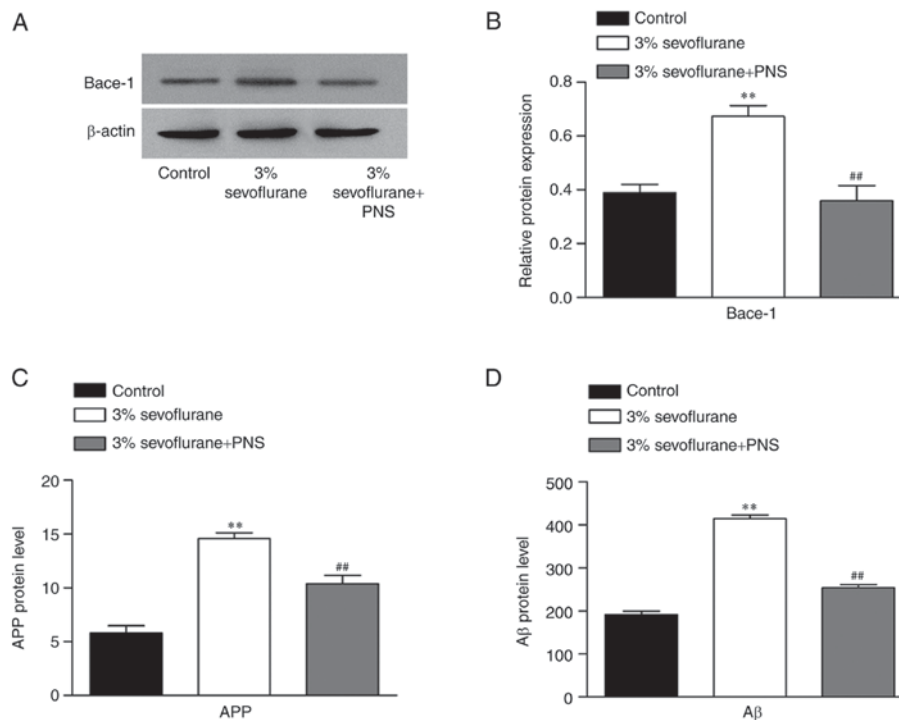 A
Bace-1
β-actin
Control
3%
sevoflurane
3%
sevoflurane+
PNS
B
Control
3% sevoflurane
3% sevoflurane+PNS
Relative protein expression
0.8
0.6
0.4
0.2
0.0
**
##
Bace-1
C
Control
3% sevoflurane
3% sevoflurane+PNS
APP protein level
20
15
10
5
0
**
##
APP
D
Control
3% sevoflurane
3% sevoflurane+PNS
Aβ protein level
500
400
300
200
100
0
**
##
Aβ